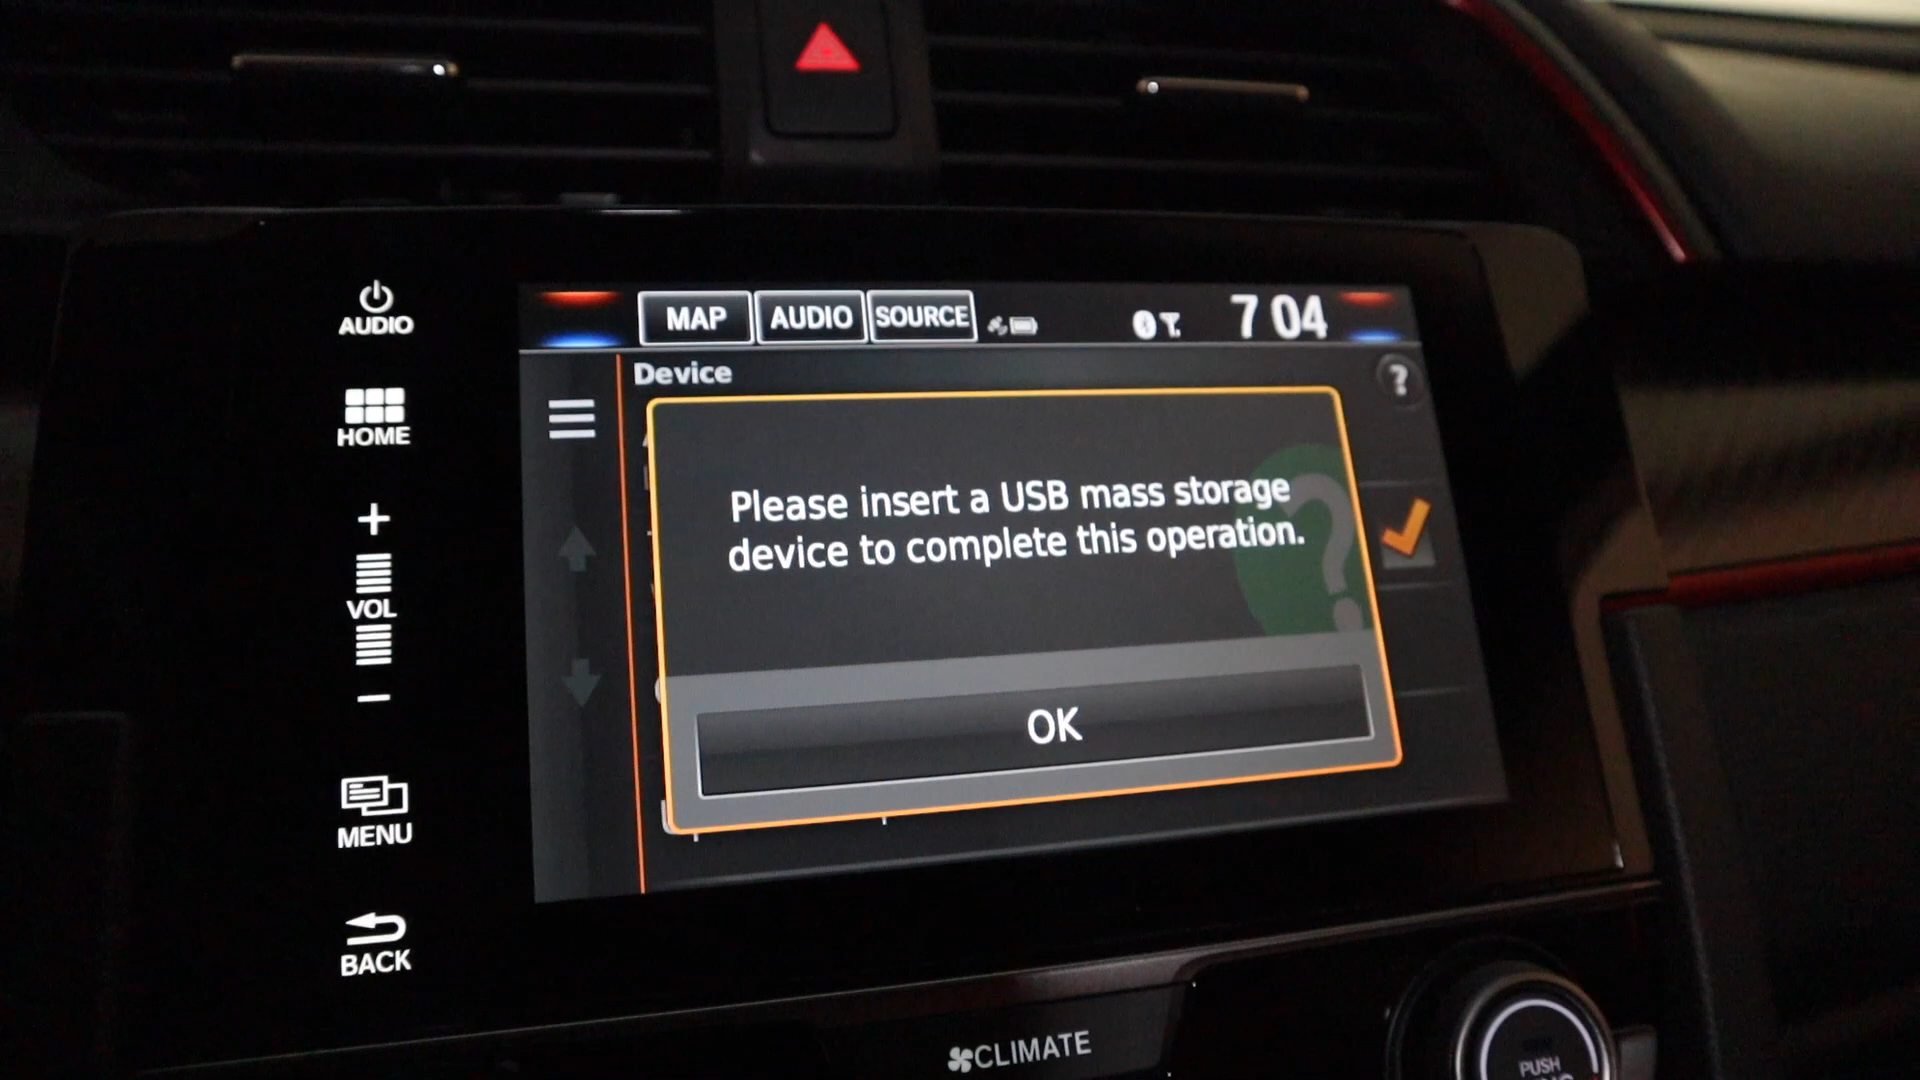 AUDIO
HOME
+
VOL
−
MENU
BACK
MAP AUDIO SOURCE 7 04
Device ?
Please insert a USB mass storage
device to complete this operation.
OK
CLIMATE
PUSH